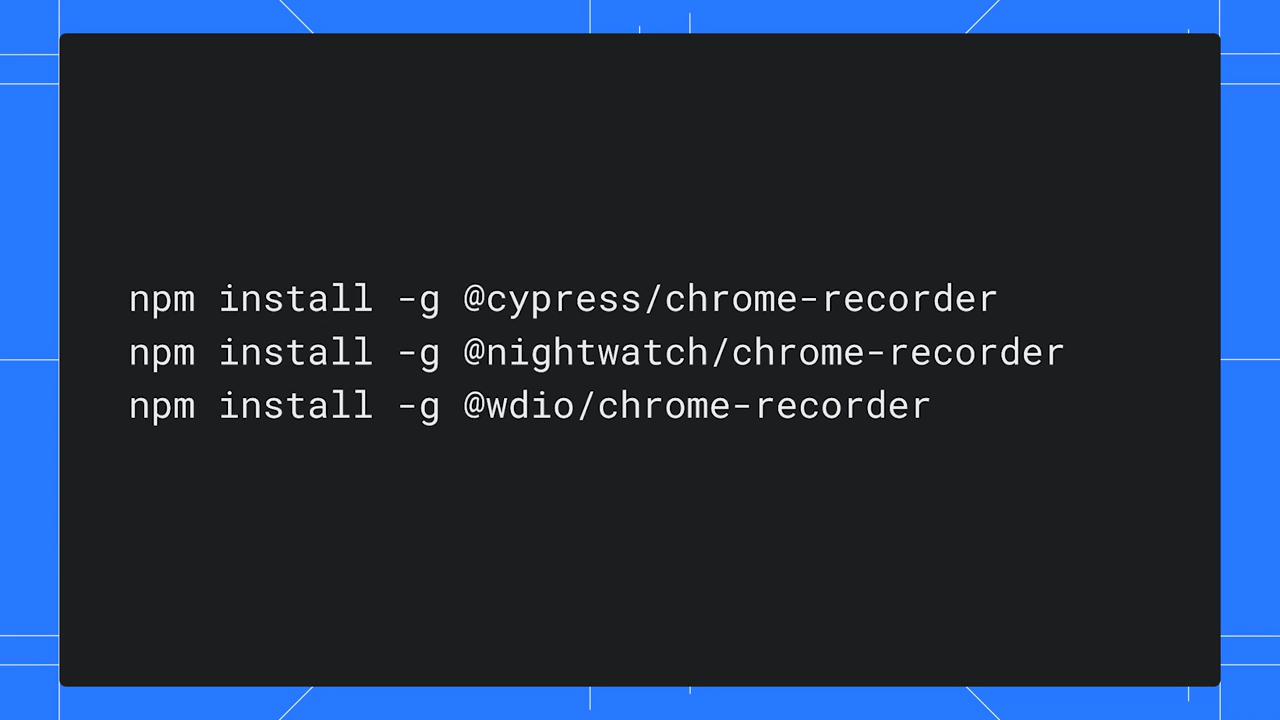 npm install -g @cypress/chrome-recorder
npm install -g @nightwatch/chrome-recorder
npm install -g @wdio/chrome-recorder